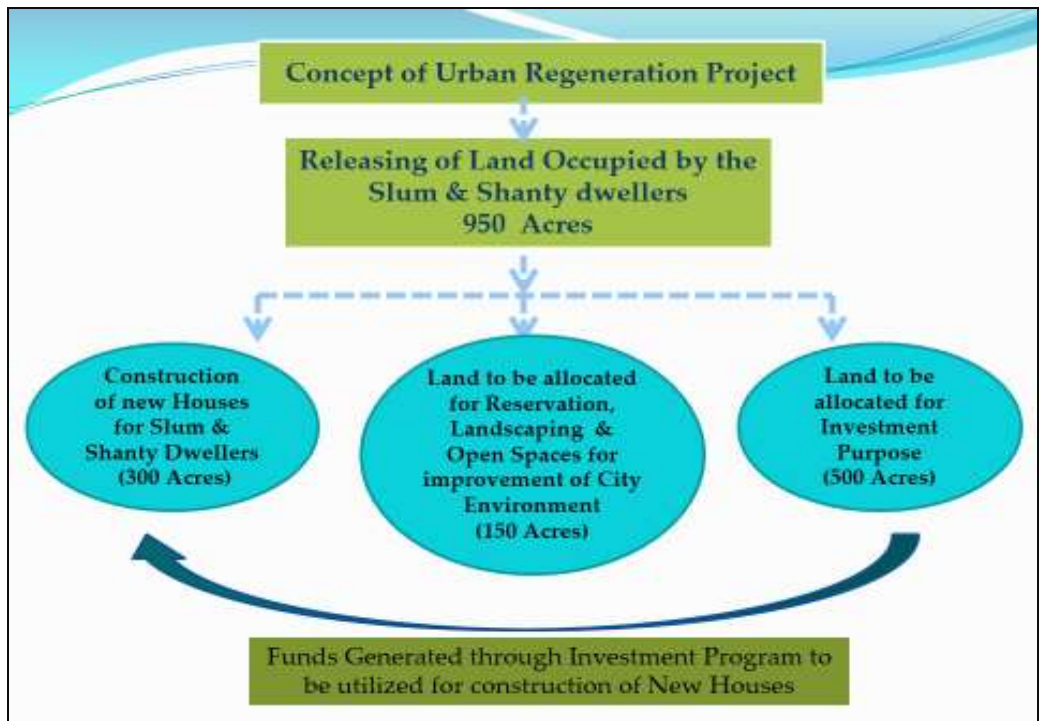 Concept of Urban Regeneration Project
Releasing of Land Occupied by the
Slum & Shanty dwellers
950 Acres
Construction
of new Houses
for Slum &
Shanty Dwellers
(300 Acres)
Land to be allocated
for Reservation,
Landscaping &
Open Spaces for
improvement of City
Environment
(150 Acres)
Land to be
allocated for
Investment
Purpose
(500 Acres)
Funds Generated through Investment Program to
be utilized for construction of New Houses